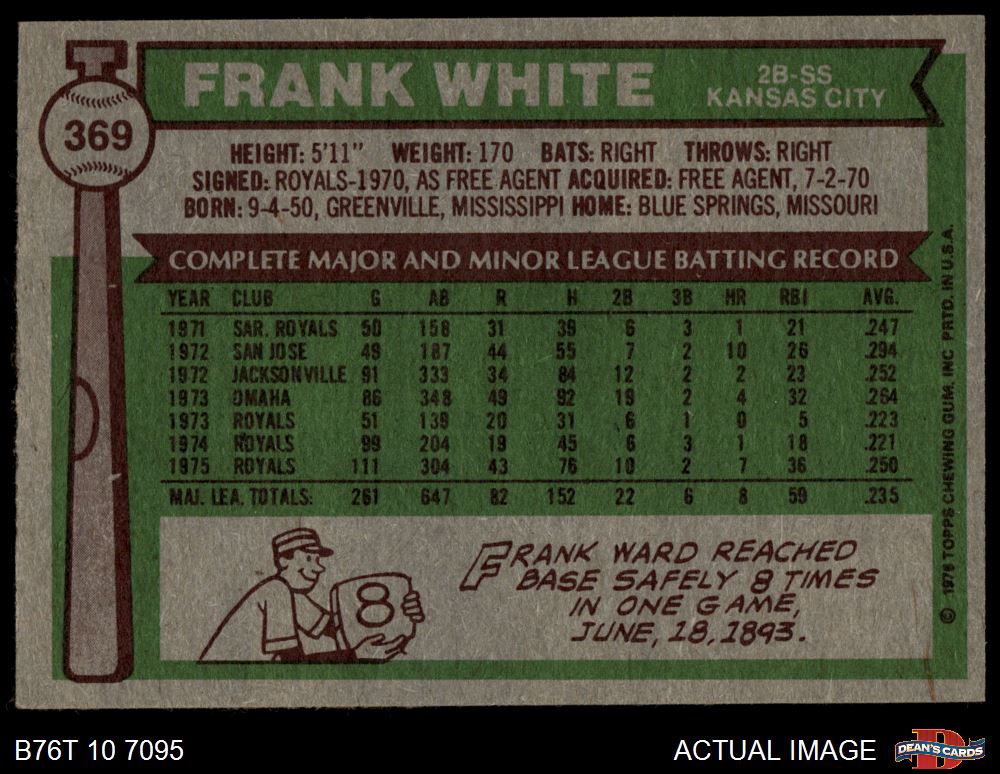 FRANK WHITE
2B-SS
KANSAS CITY
369
HEIGHT: 5'11" WEIGHT: 170 BATS: RIGHT THROWS: RIGHT
SIGNED: ROYALS-1970, AS FREE AGENT ACQUIRED: FREE AGENT, 7-2-70
BORN: 9-4-50, GREENVILLE, MISSISSIPPI HOME: BLUE SPRINGS, MISSOURI
COMPLETE MAJOR AND MINOR LEAGUE BATTING RECORD
YEAR CLUB G AB R H 2B 3B HR RBI AVG.
1971 SAR. ROYALS 50 158 31 39 6 3 1 21 .247
1972 SAN JOSE 49 187 44 55 7 2 10 26 .294
1972 JACKSONVILLE 91 333 34 84 12 2 2 23 .252
1973 OMAHA 86 348 49 92 19 2 4 32 .264
1973 ROYALS 51 139 20 31 6 1 0 5 .223
1974 ROYALS 99 204 19 45 6 3 1 18 .221
1975 ROYALS 111 304 43 76 10 2 7 36 .250
MAJ. LEA. TOTALS: 261 647 82 152 22 6 8 59 .235
8
FRANK WARD REACHED
BASE SAFELY 8 TIMES
IN ONE GAME,
JUNE, 18, 1893.
© 1976 TOPPS CHEWING GUM, INC PRTD. IN U.S.A.
B76T 10 7095
ACTUAL IMAGE
D
DEAN'S CARDS